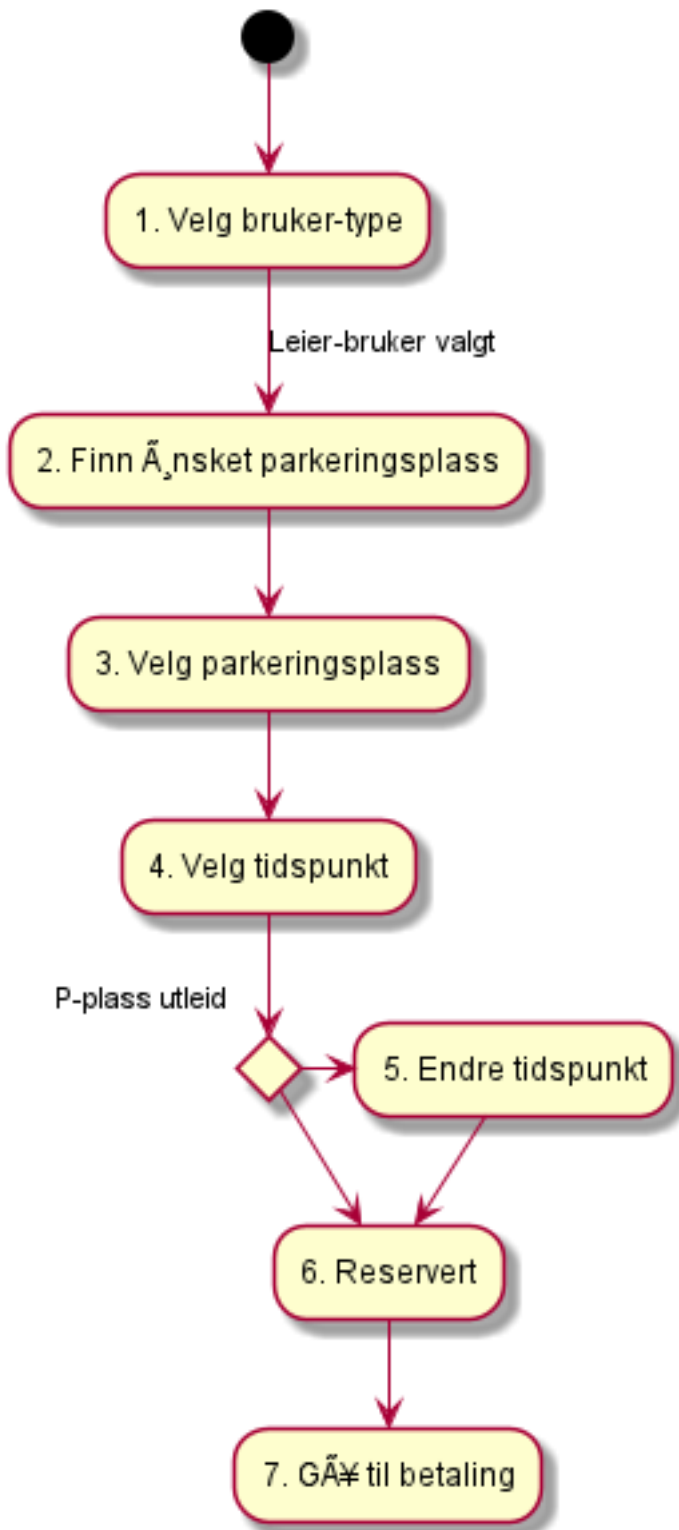 1. Velg bruker-type
Leier-bruker valgt
2. Finn Ã¸nsket parkeringsplass
3. Velg parkeringsplass
4. Velg tidspunkt
P-plass utleid
5. Endre tidspunkt
6. Reservert
7. GÃ¥ til betaling